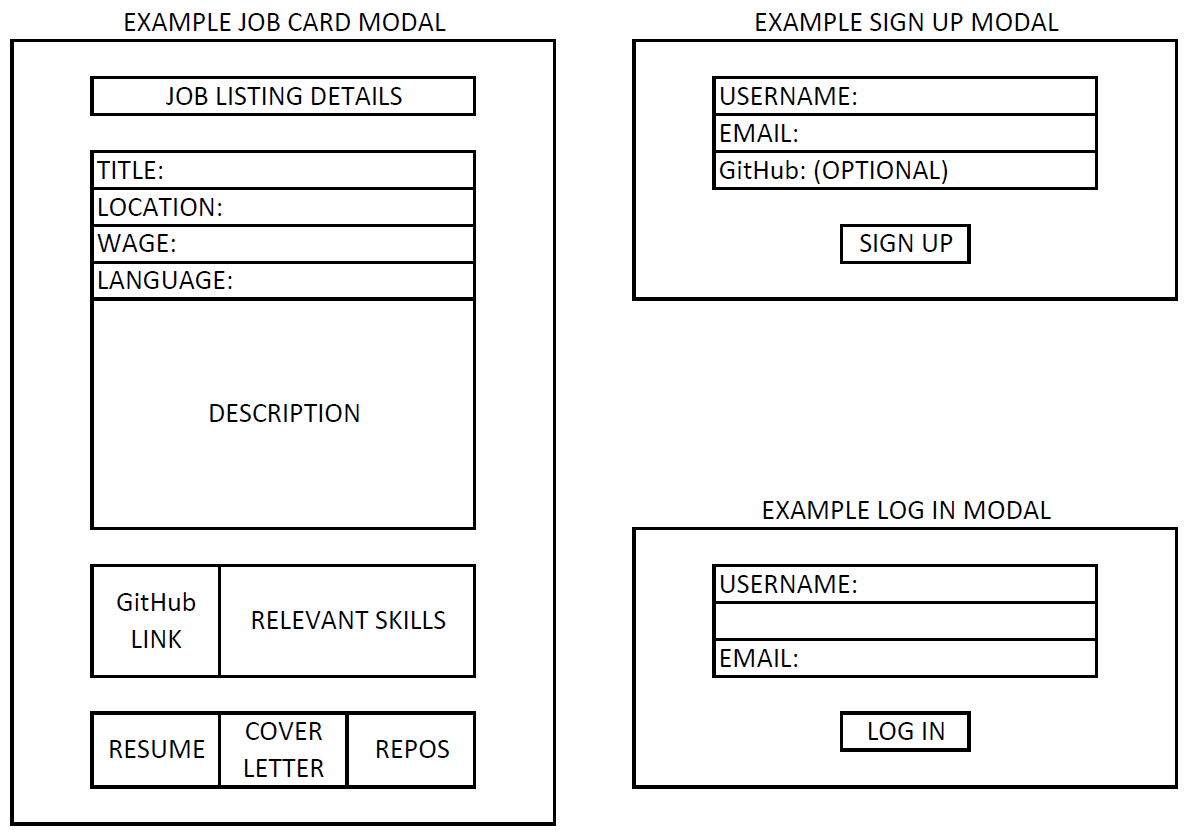 EXAMPLE JOB CARD MODAL
JOB LISTING DETAILS
TITLE:
LOCATION:
WAGE:
LANGUAGE:
DESCRIPTION
GitHub
LINK
RELEVANT SKILLS
RESUME
COVER
LETTER
REPOS
EXAMPLE SIGN UP MODAL
USERNAME:
EMAIL:
GitHub: (OPTIONAL)
SIGN UP
EXAMPLE LOG IN MODAL
USERNAME:
EMAIL:
LOG IN